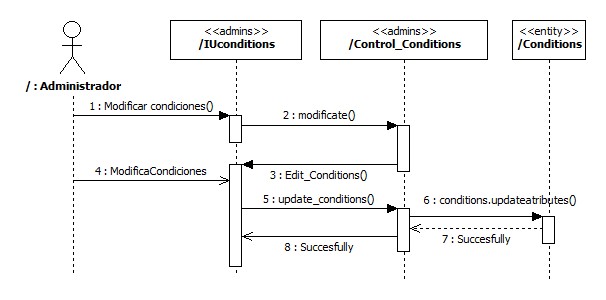 <<admins>>
/IUconditions
<<admins>>
/Control_Conditions
<<entity>>
/Conditions
/ : Administrador
1 : Modificar condiciones()
2 : modificate()
3 : Edit_Conditions()
4 : ModificaCondiciones
5 : update_conditions()
6 : conditions.updateatributes()
7 : Succesfully
8 : Succesfully